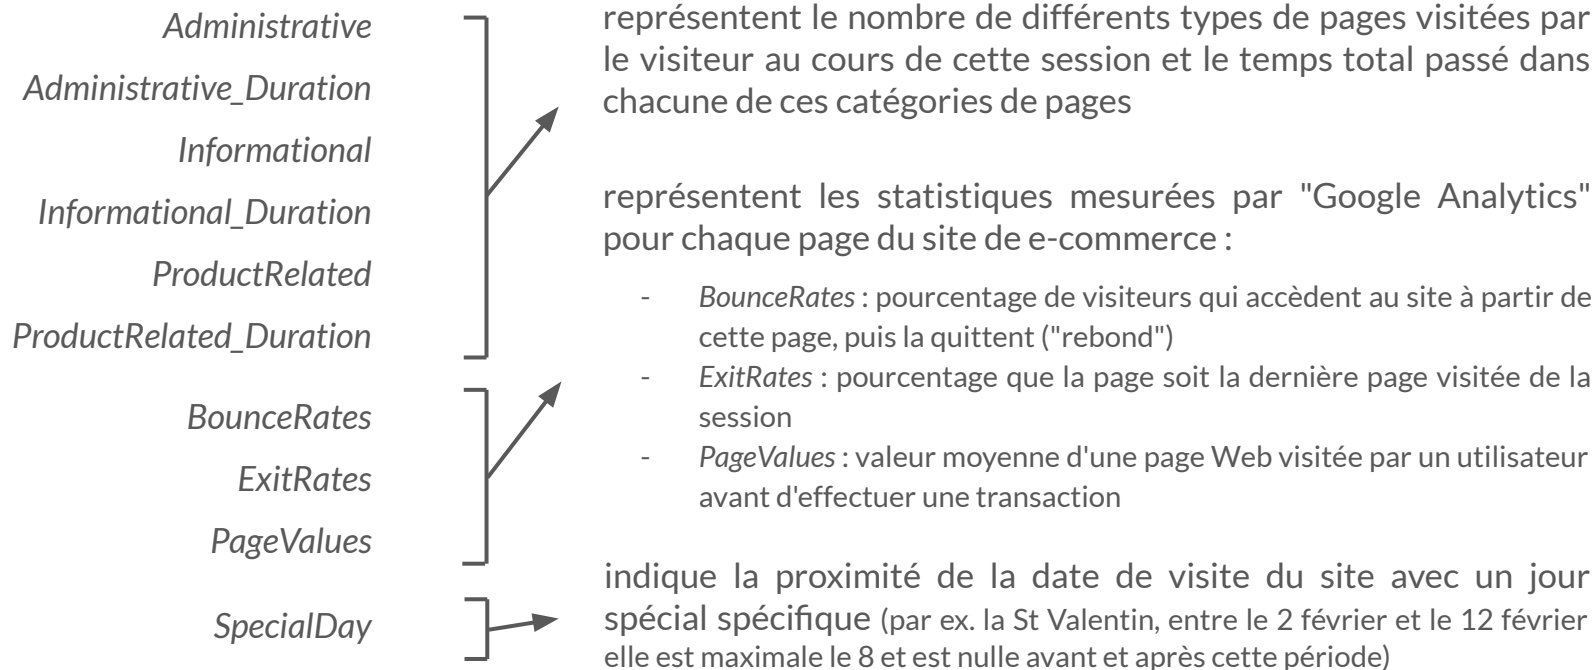 Administrative
Administrative_Duration
Informational
Informational_Duration
ProductRelated
ProductRelated_Duration
représentent le nombre de différents types de pages visitées par
le visiteur au cours de cette session et le temps total passé dans
chacune de ces catégories de pages
BounceRates
ExitRates
PageValues
représentent les statistiques mesurées par "Google Analytics"
pour chaque page du site de e-commerce :
- BounceRates : pourcentage de visiteurs qui accèdent au site à partir de
cette page, puis la quittent ("rebond")
- ExitRates : pourcentage que la page soit la dernière page visitée de la
session
- PageValues : valeur moyenne d'une page Web visitée par un utilisateur
avant d'effectuer une transaction
SpecialDay
indique la proximité de la date de visite du site avec un jour
spécial spécifique (par ex. la St Valentin, entre le 2 février et le 12 février
elle est maximale le 8 et est nulle avant et après cette période)